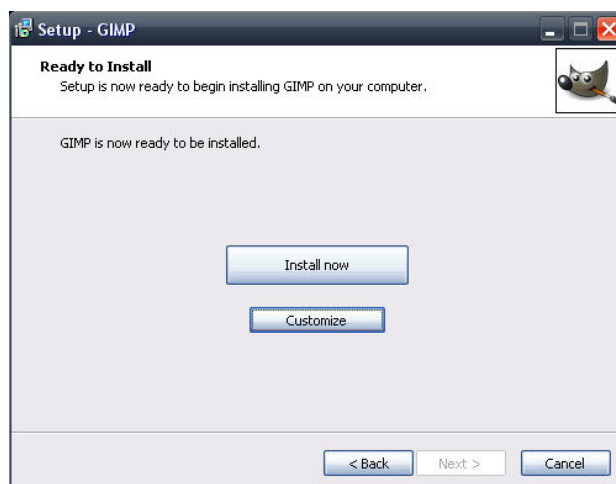 Setup - GIMP
Ready to Install
Setup is now ready to begin installing GIMP on your computer.
GIMP is now ready to be installed.
Install now
Customize
< Back
Next >
Cancel